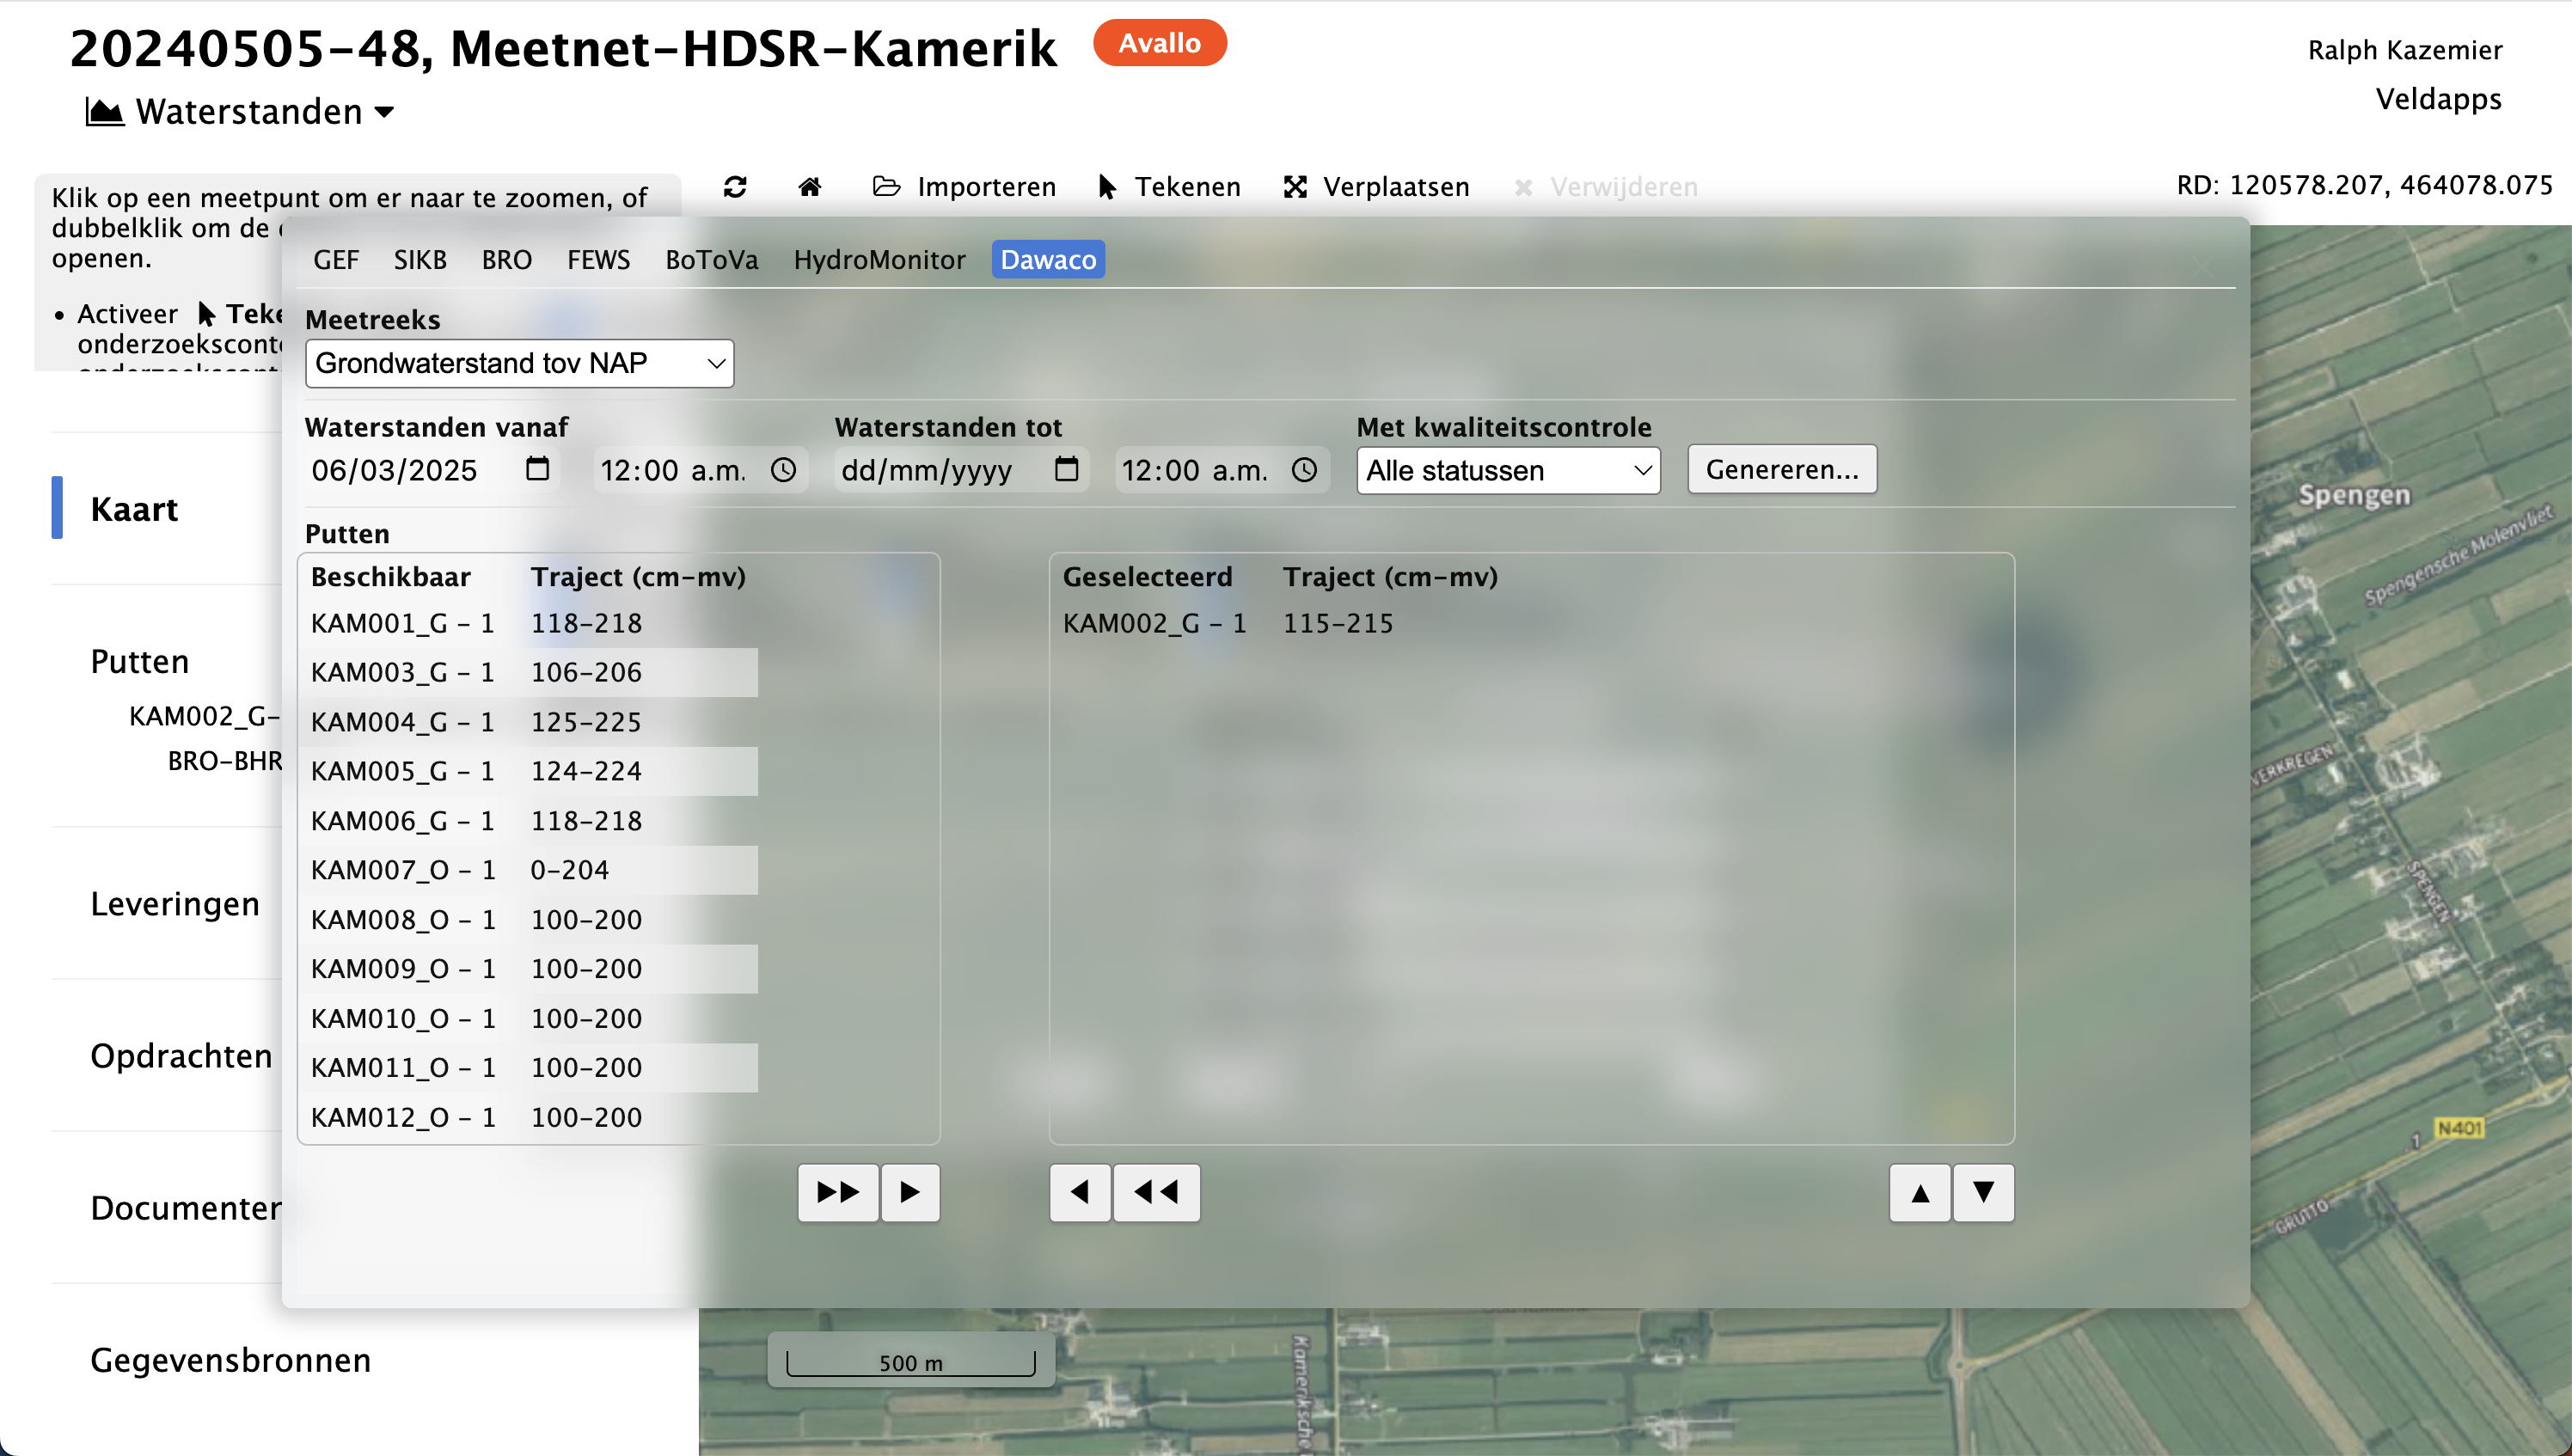 20240505-48, Meetnet-HDSR-Kamerik Avallo
Ralph Kazemier
Waterstanden
Veldapps
Importeren Tekenen Verplaatsen Verwijderen
RD: 120578.207, 464078.075
Klik op een meetpunt om er naar te zoomen, of
dubbelklik om de
openen.
Activeer
Kaart
Putten
KAM002_G-
BRO-BHR
Leveringen
Opdrachten
Gegevensbronnen
GEF SIKB BRO FEWS BoToVa HydroMonitor Dawaco
Meetreeks
Grondwaterstand tov NAP
Waterstanden vanaf Waterstanden tot Met kwaliteitscontrole
06/03/2025 12:00 a.m. dd/mm/yyyy 12:00 a.m. Alle statussen Genereren...
Putten
Beschikbaar Traject (cm-mv)
KAM001_G - 1 118-218
KAM003_G - 1 106-206
KAM004_G - 1 125-225
KAM005_G - 1 124-224
KAM006_G - 1 118-218
KAM007_O - 1 0-204
KAM008_O - 1 100-200
KAM009_O - 1 100-200
KAM010_O - 1 100-200
KAM011_O - 1 100-200
KAM012_O - 1 100-200
Geselecteerd Traject (cm-mv)
KAM002_G - 1 115-215
Spengen
Spengensche Molenvliet
VERKREGEN
SPENGEN
N401
1
GRUTTO
500 m